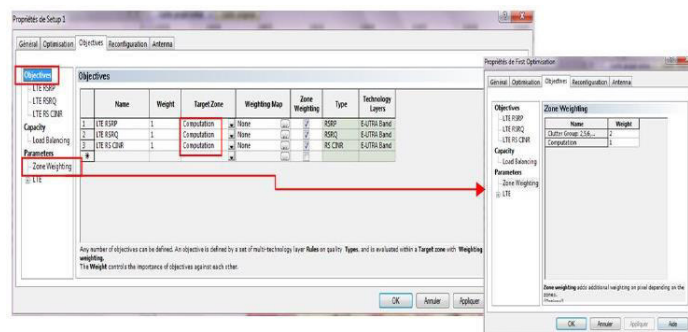 Propriétés de Setup 1
Général Optimisation Objectives Reconfiguration Antenna
Objectives
LTE RSRP
LTE RSRQ
LTE RS CINR
Capacity
Load Balancing
Parameters
Zone Weighting
LTE
Objectives
Name Weight Target Zone Weighting Map Zone Weighting Type Technology Layers
1 LTE RSRP 1 Computation None ... RSRP E-UTRA Band
2 LTE RSRQ 1 Computation None ... RSRQ E-UTRA Band
3 LTE RS CINR 1 Computation None ... RS CINR E-UTRA Band
Any number of objectives can be defined. An objective is defined by a set of multi-technology layer Rules on quality Types, and is evaluated within a Target zone with Weighting
weighting.
The Weight controls the importance of objectives against each other.
OK Annuler Appliquer
Propriétés de First Optimisation
Général Optimisation Objectives Reconfiguration Antenna
Objectives
LTE RSRP
LTE RSRQ
LTE RS CINR
Capacity
Load Balancing
Parameters
Zone Weighting
LTE
Zone Weighting
Name Weight
Clutter Group: 2,5,6,... 2
Computation 1
Zone weighting adds additional weighting on pixel depending on the
zones.
OK Annuler Appliquer Aide